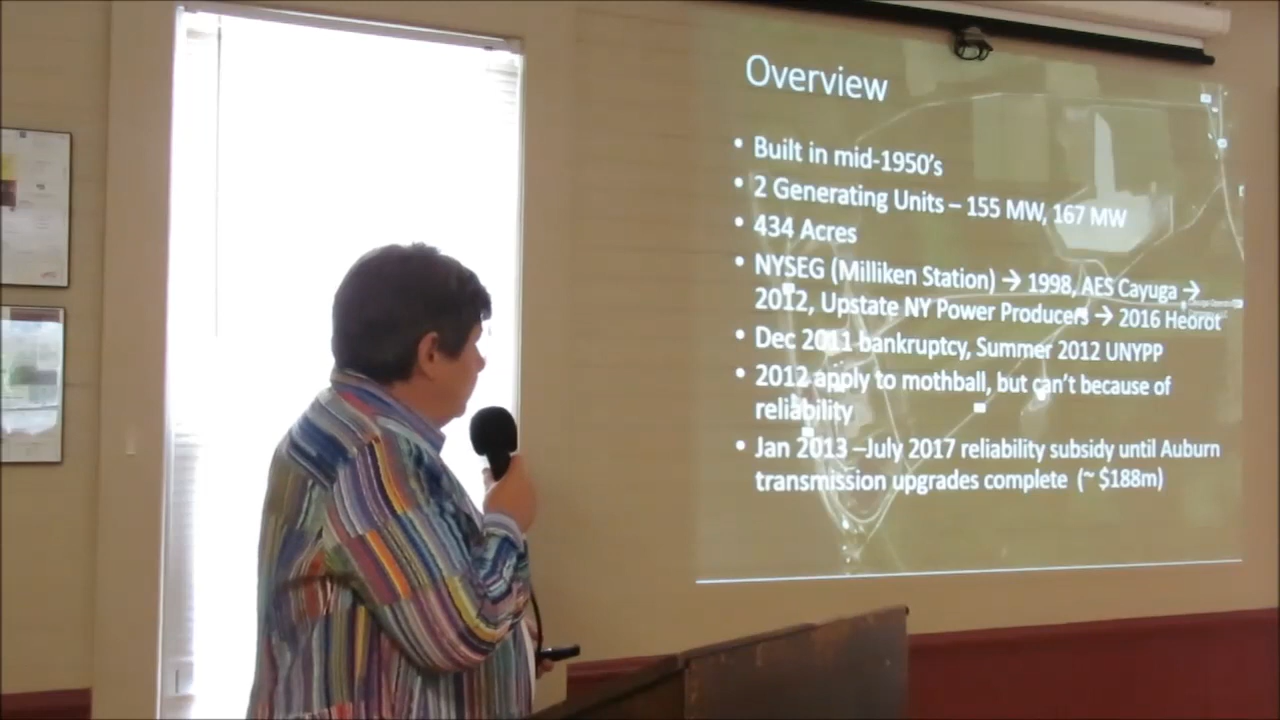 Overview
• Built in mid-1950's
• 2 Generating Units – 155 MW, 167 MW
• 434 Acres
• NYSEG (Milliken Station) → 1998, AES Cayuga →
2012, Upstate NY Power Producers → 2016 Heorot
• Dec 2011 bankruptcy, Summer 2012 UNYPP
• 2012 apply to mothball, but can't because of
reliability
• Jan 2013 –July 2017 reliability subsidy until Auburn
transmission upgrades complete (~ $188m)